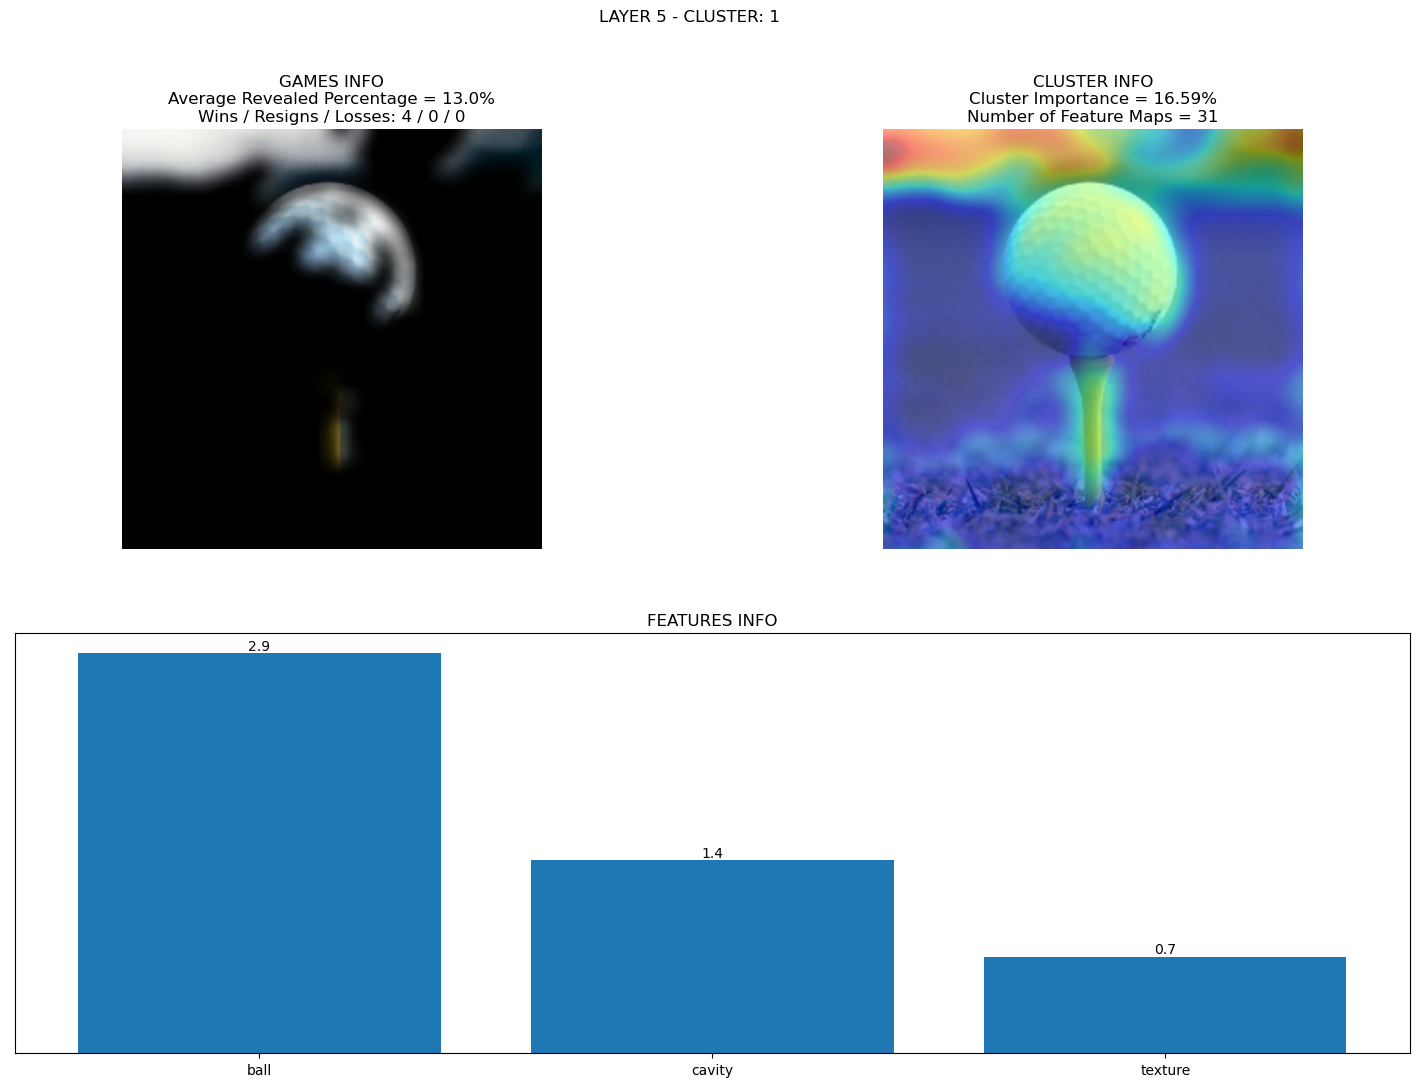 LAYER 5 - CLUSTER: 1
GAMES INFO
Average Revealed Percentage = 13.0%
Wins / Resigns / Losses: 4 / 0 / 0
CLUSTER INFO
Cluster Importance = 16.59%
Number of Feature Maps = 31
FEATURES INFO
2.9
1.4
0.7
ball
cavity
texture